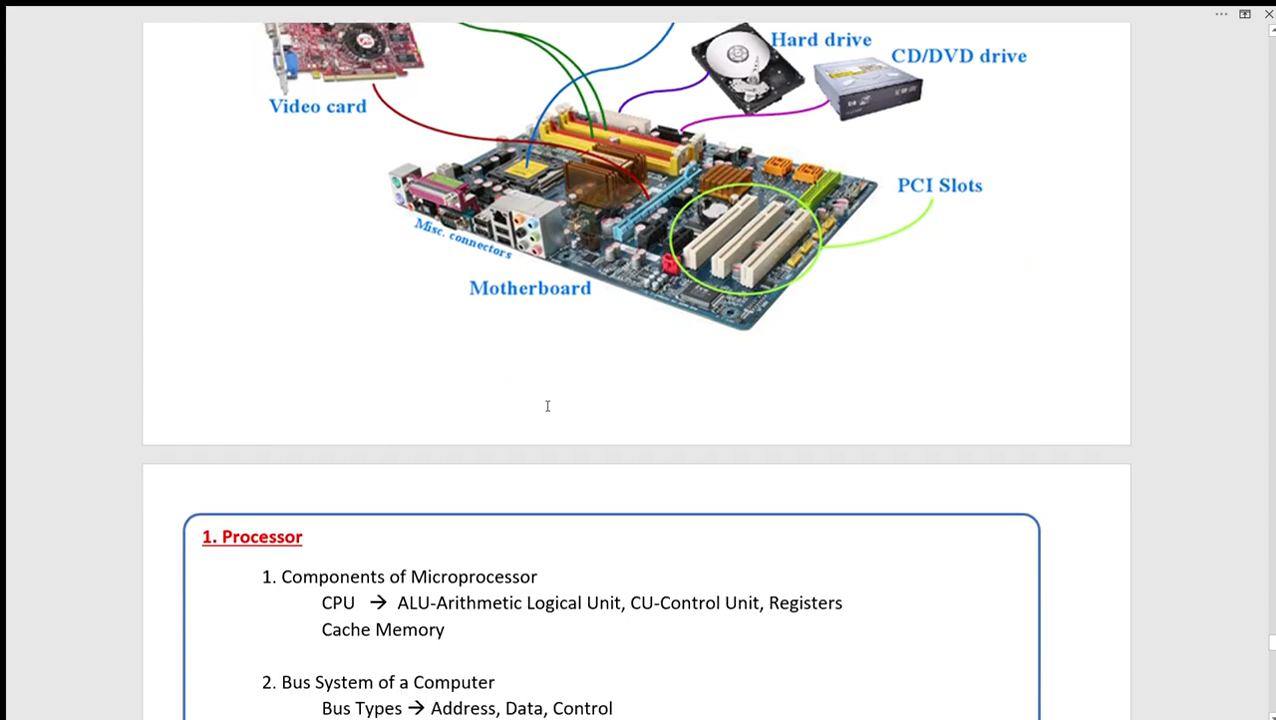 Hard drive
CD/DVD drive
Video card
PCI Slots
Misc. connectors
Motherboard
1. Processor
1. Components of Microprocessor
CPU → ALU-Arithmetic Logical Unit, CU-Control Unit, Registers
Cache Memory
2. Bus System of a Computer
Bus Types → Address, Data, Control